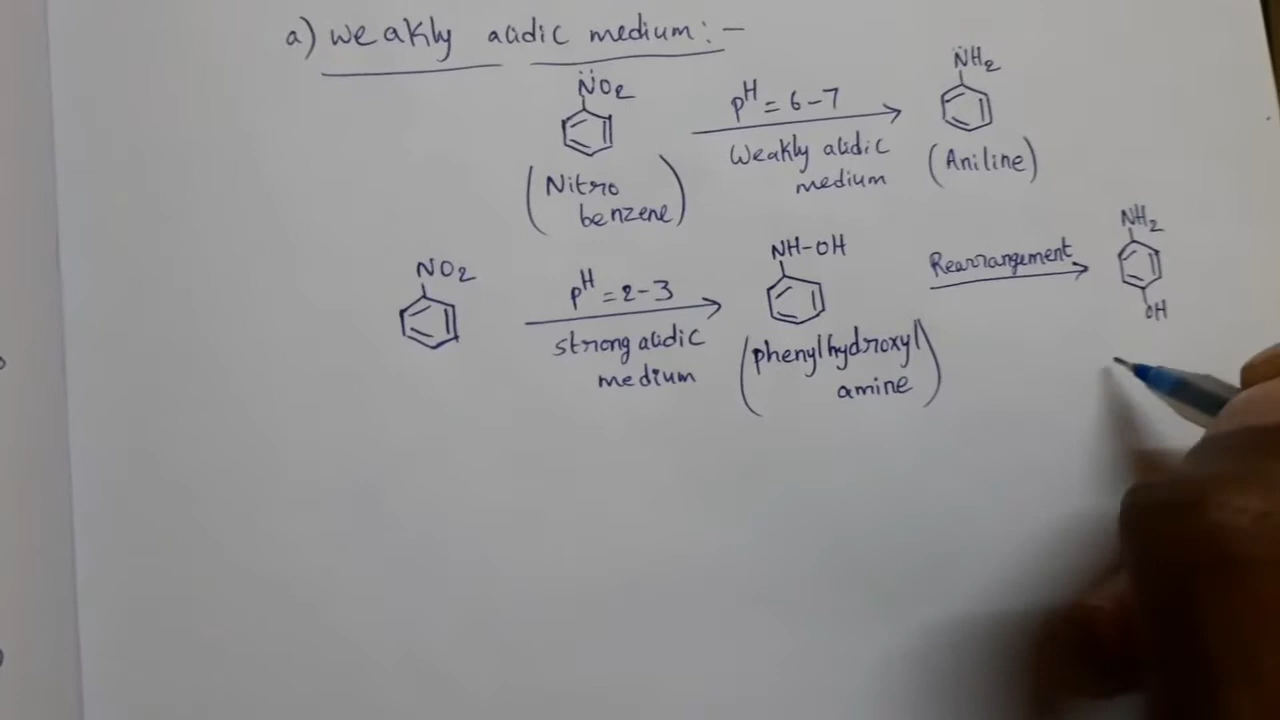 a) weakly acidic medium:-
NO2
pH = 6-7
Weakly acidic
medium
NH2
(Nitro
benzene)
(Aniline)
NO2
pH = 2-3
strong acidic
medium
NH-OH
(phenylhydroxyl
amine)
Rearrangement
NH2
OH